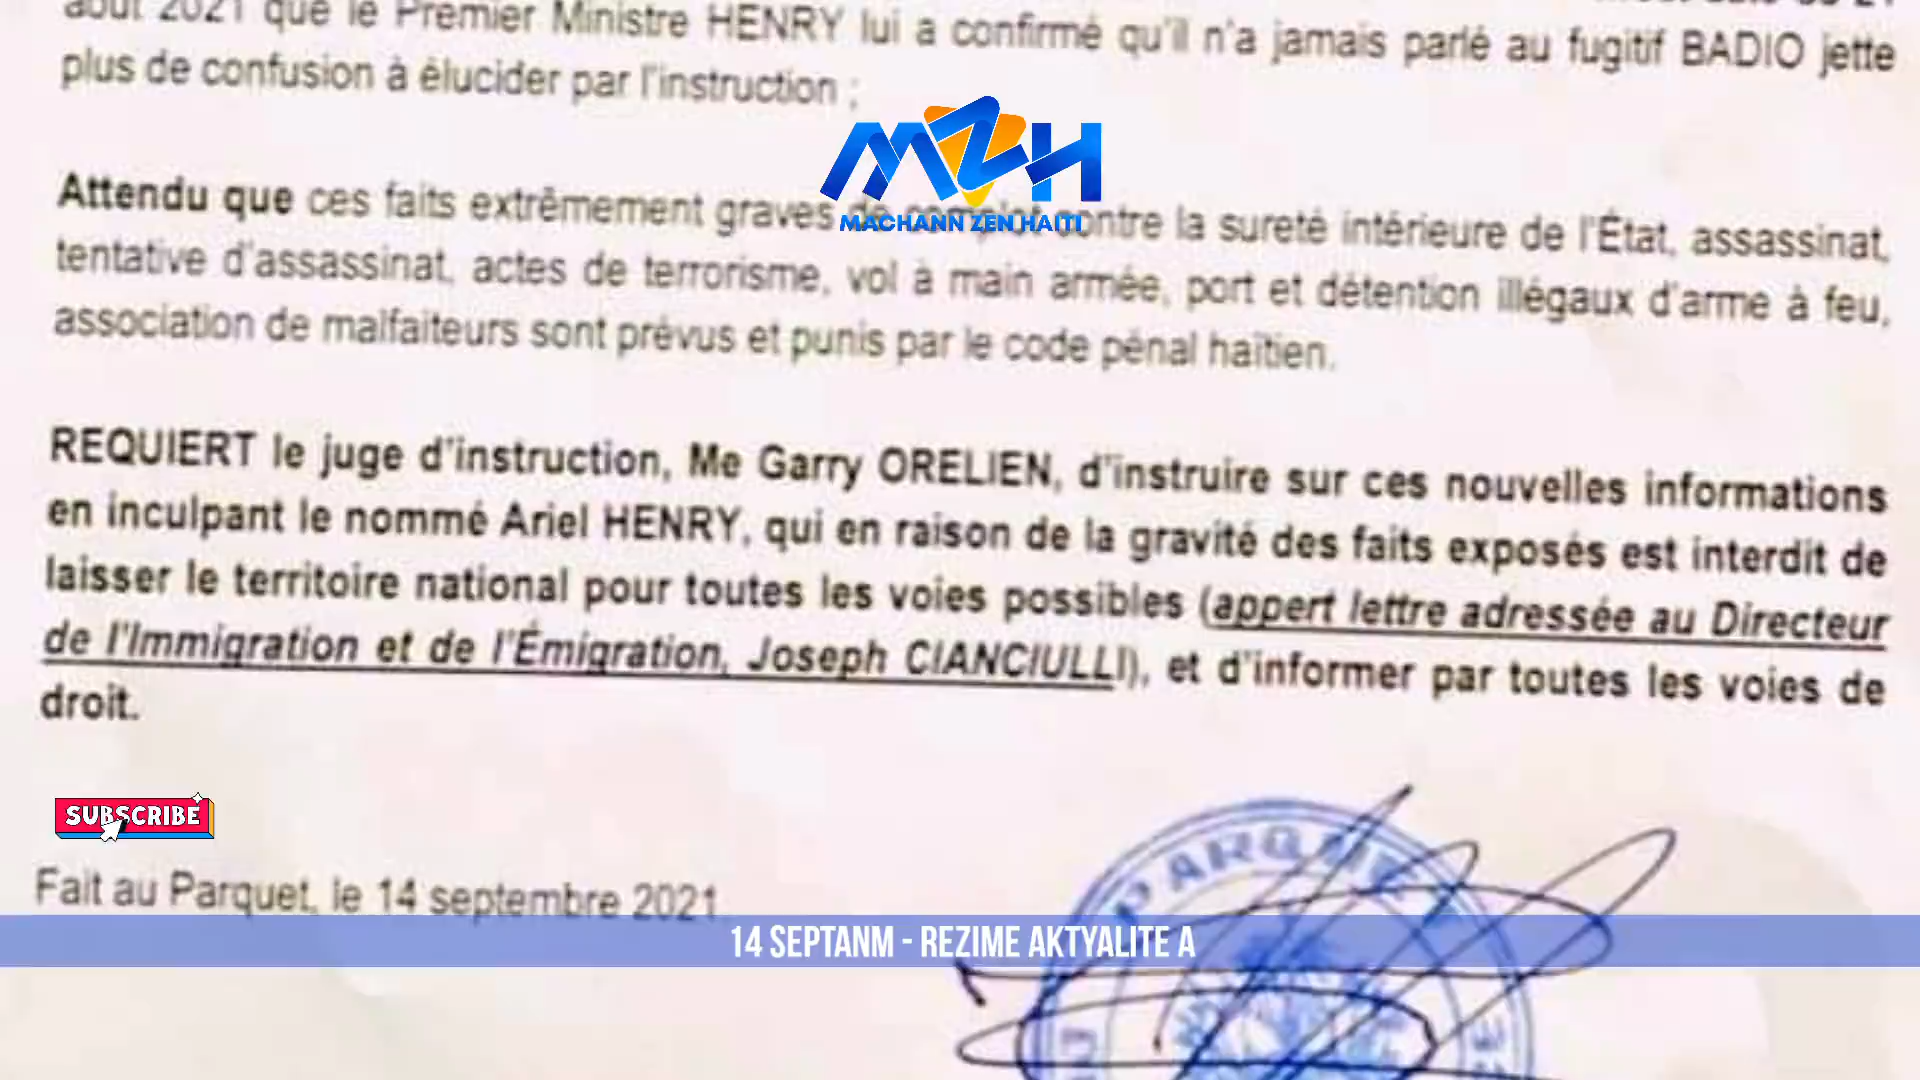 août 2021 que le Premier Ministre HENRY lui a confirmé qu'il n'a jamais parlé au fugitif BADIO jette
plus de confusion à élucider par l'instruction ;
MZH
MACHANN ZEN HAITI
Attendu que ces faits extrêmement graves de complot contre la sureté intérieure de l'État, assassinat,
tentative d'assassinat, actes de terrorisme, vol à main armée, port et détention illégaux d'arme à feu,
association de malfaiteurs sont prévus et punis par le code pénal haïtien.
REQUIERT le juge d'instruction, Me Garry ORELIEN, d'instruire sur ces nouvelles informations
en inculpant le nommé Ariel HENRY, qui en raison de la gravité des faits exposés est interdit de
laisser le territoire national pour toutes les voies possibles (appert lettre adressée au Directeur
de l'Immigration et de l'Émigration, Joseph CIANCIULLI), et d'informer par toutes les voies de
droit.
SUBSCRIBE
Fait au Parquet, le 14 septembre 2021
PARQUET
14 SEPTANM - REZIME AKTYALITE A